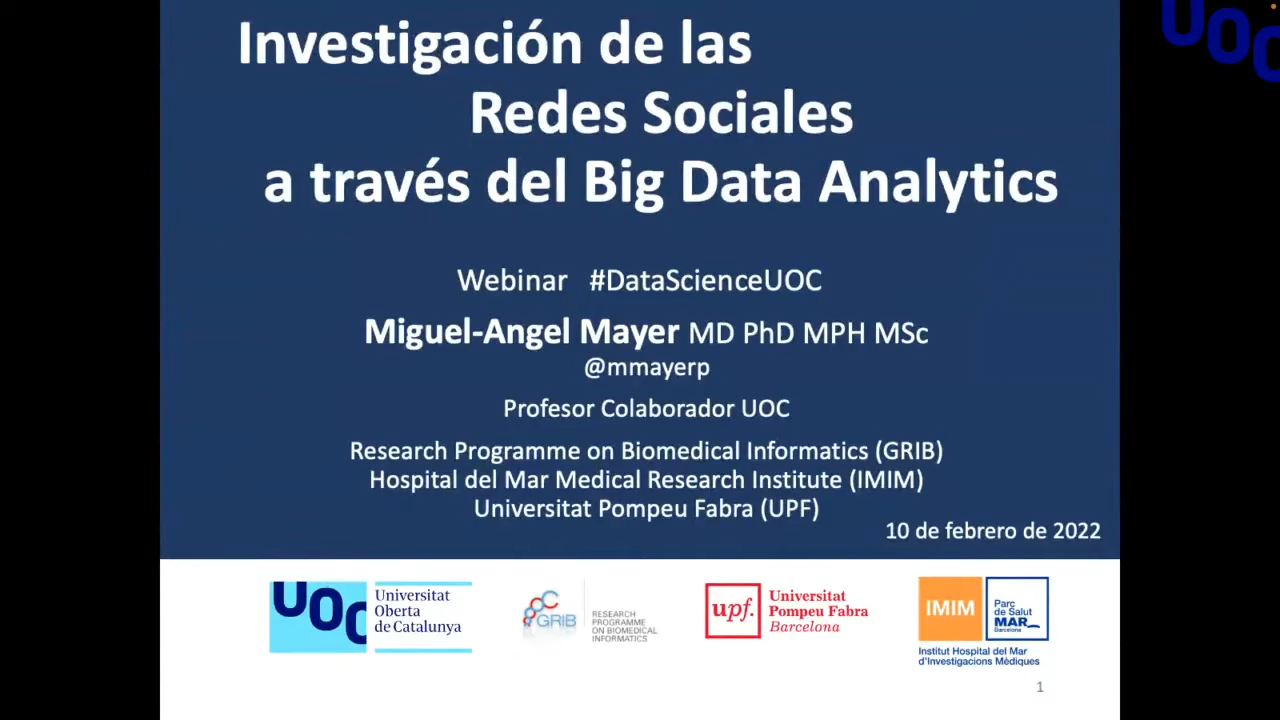 UOC
Investigación de las
Redes Sociales
a través del Big Data Analytics
Webinar #DataScienceUOC
Miguel-Angel Mayer MD PhD MPH MSc
@mmayerp
Profesor Colaborador UOC
Research Programme on Biomedical Informatics (GRIB)
Hospital del Mar Medical Research Institute (IMIM)
Universitat Pompeu Fabra (UPF)
10 de febrero de 2022
UOC
Universitat
Oberta
de Catalunya
GRIB
RESEARCH
PROGRAMME
ON BIOMEDICAL
INFORMATICS
upf.
Universitat
Pompeu Fabra
Barcelona
IMIM
Parc
de Salut
MAR
Barcelona
Institut Hospital del Mar
d'Investigacions Mèdiques
1